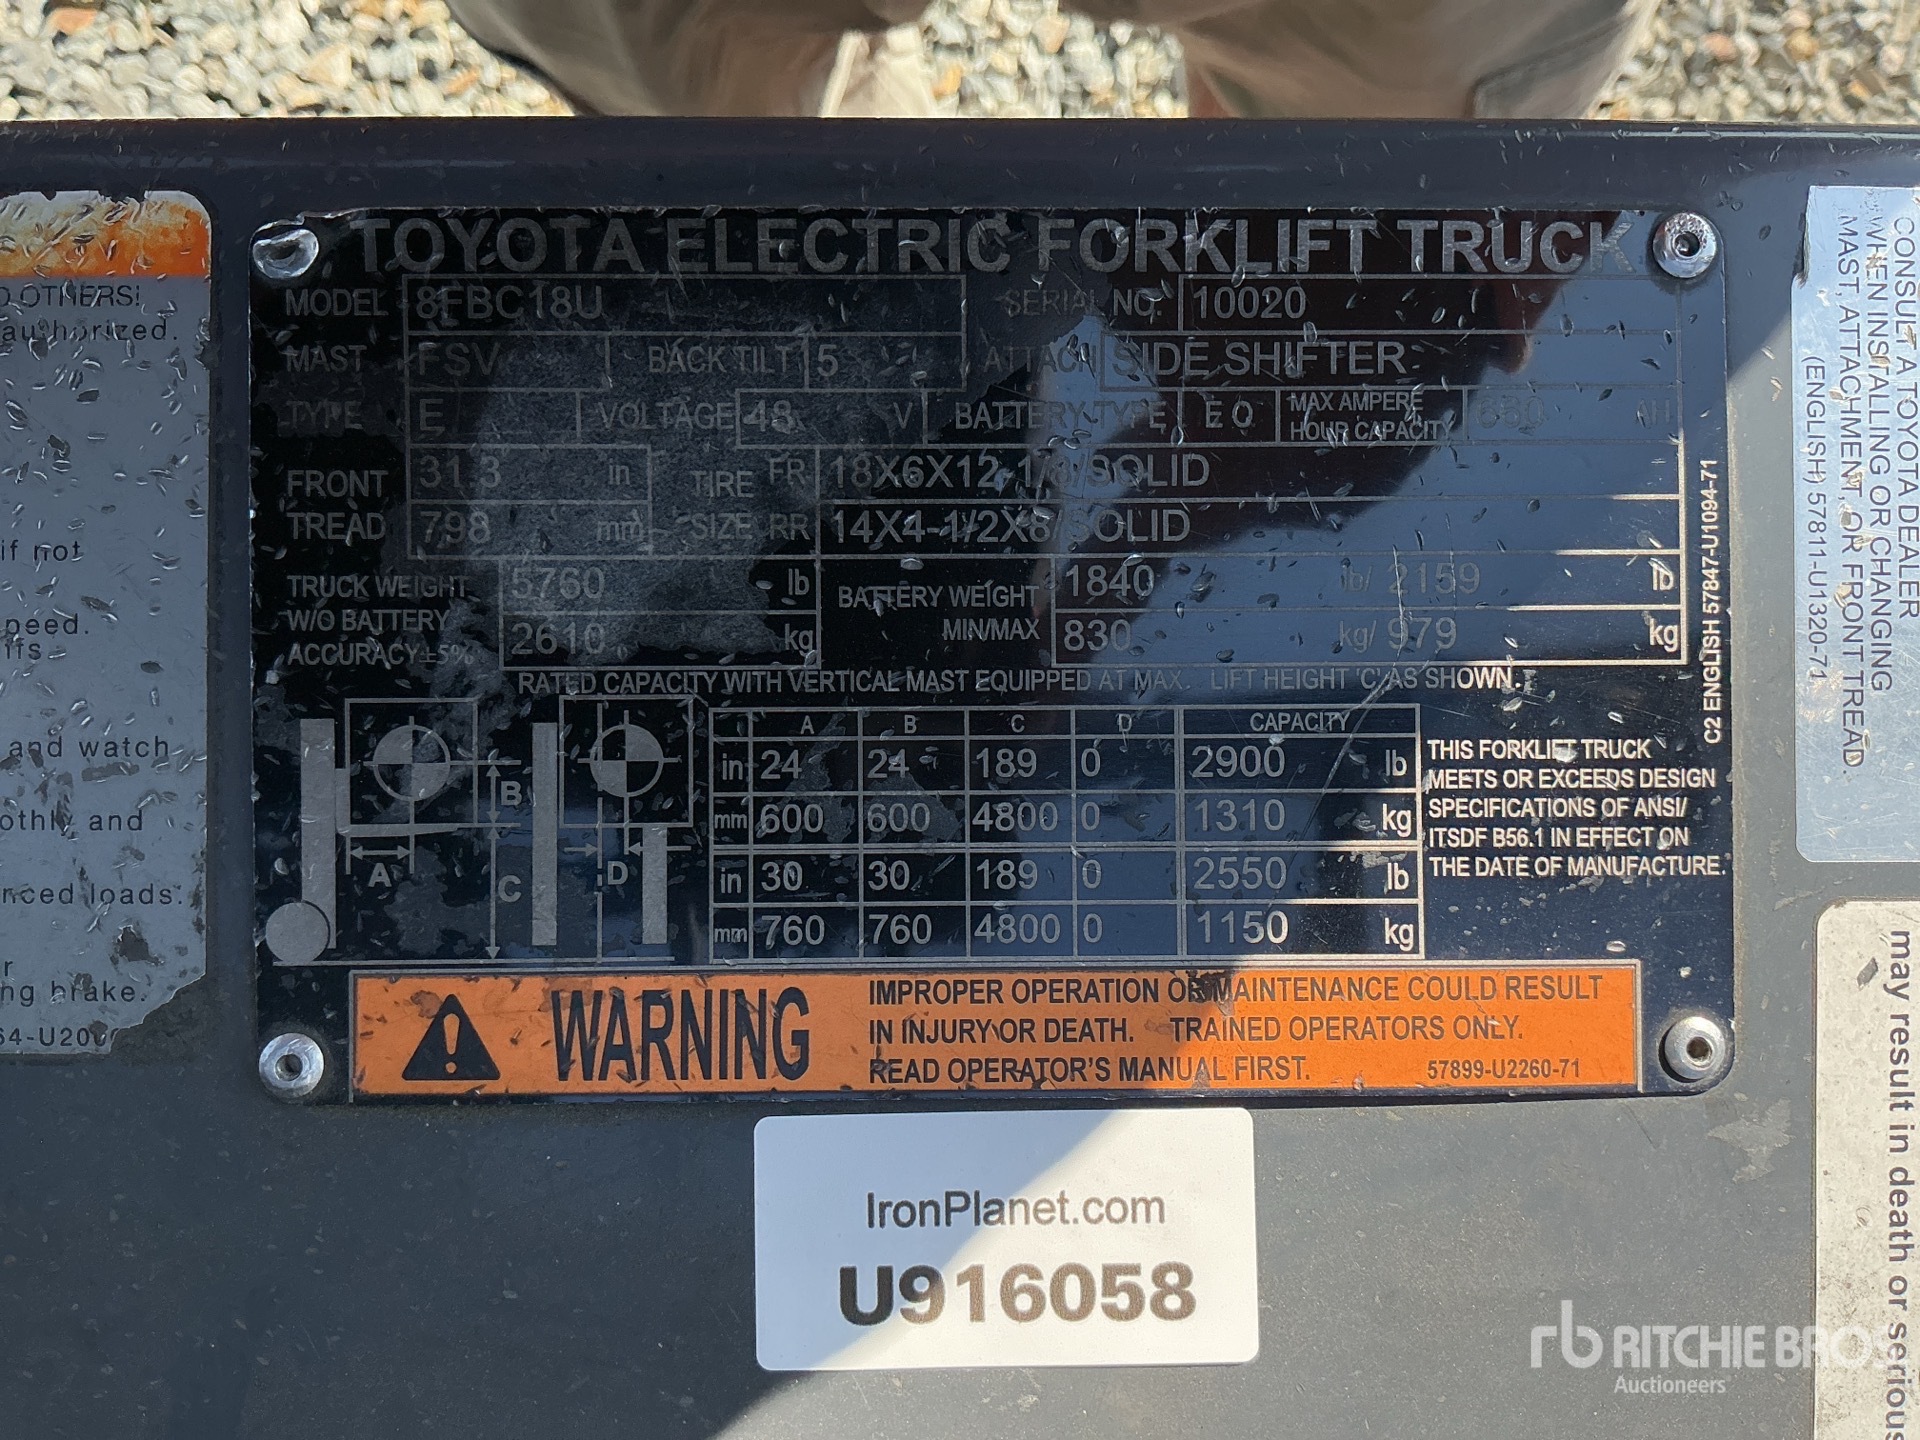 TOYOTA ELECTRIC FORKLIFT TRUCK
MODEL 8FBC18U SERIAL NO. 10020
MAST FSV BACK TILT 5 ATTACH SIDE SHIFTER
TYPE E VOLTAGE 48 V BATTERY TYPE EO MAX AMPERE HOUR CAPACITY 680 AH
FRONT TREAD 31.3 in TIRE SIZE FR 18X6X12-1/8/SOLID
798 mm RR 14X4-1/2X8/SOLID
TRUCK WEIGHT 5760 lb BATTERY WEIGHT 1840 lb/ 2159 lb
W/O BATTERY
ACCURACY ±5% 2610 kg MIN/MAX 830 kg/ 979 kg
RATED CAPACITY WITH VERTICAL MAST EQUIPPED AT MAX. LIFT HEIGHT 'C' AS SHOWN.
A B C D CAPACITY
in 24 24 189 0 2900 lb
mm 600 600 4800 0 1310 kg
in 30 30 189 0 2550 lb
mm 760 760 4800 0 1150 kg
A B C D
THIS FORKLIFT TRUCK
MEETS OR EXCEEDS DESIGN
SPECIFICATIONS OF ANSI/
ITSDF B56.1 IN EFFECT ON
THE DATE OF MANUFACTURE.
C2 ENGLISH 57847-U1094-71
WARNING
IMPROPER OPERATION OR MAINTENANCE COULD RESULT
IN INJURY OR DEATH. TRAINED OPERATORS ONLY.
READ OPERATOR'S MANUAL FIRST. 57899-U2260-71
IronPlanet.com
U916058
OTHERS!
authorized.
if not
peed.
and watch
and
loads.
brake.
CONSULT A TOYOTA DEALER
WHEN INSTALLING OR CHANGING
MAST, ATTACHMENT, OR FRONT TREAD.
(ENGLISH) 57811-U1320-71
may result in death or serious
rb RITCHIE BROS
Auctioneers